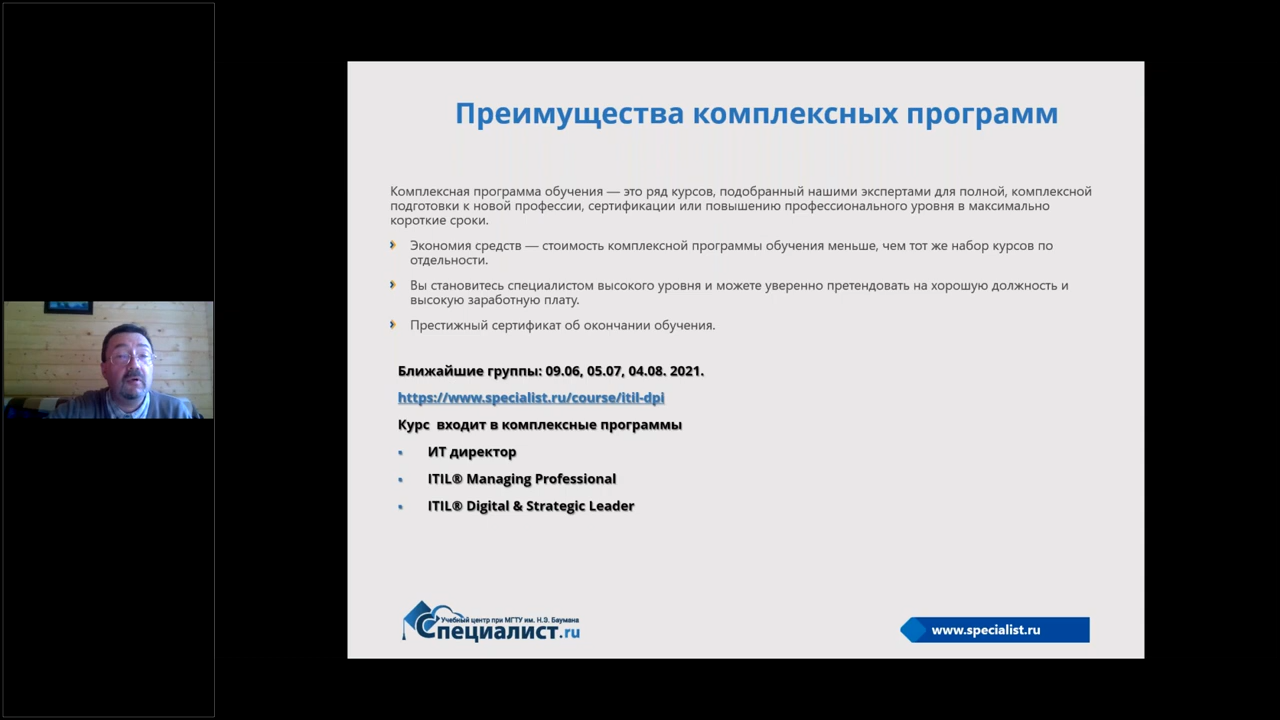 Преимущества комплексных программ
Комплексная программа обучения — это ряд курсов, подобранный нашими экспертами для полной, комплексной
подготовки к новой профессии, сертификации или повышению профессионального уровня в максимально
короткие сроки.
Экономия средств — стоимость комплексной программы обучения меньше, чем тот же набор курсов по
отдельности.
Вы становитесь специалистом высокого уровня и можете уверенно претендовать на хорошую должность и
высокую заработную плату.
Престижный сертификат об окончании обучения.
Ближайшие группы: 09.06, 05.07, 04.08. 2021.
https://www.specialist.ru/course/itil-dpi
Курс входит в комплексные программы
ИТ директор
ITIL® Managing Professional
ITIL® Digital & Strategic Leader
Учебный центр при МГТУ им. Н.Э. Баумана
Специалист.ru
www.specialist.ru